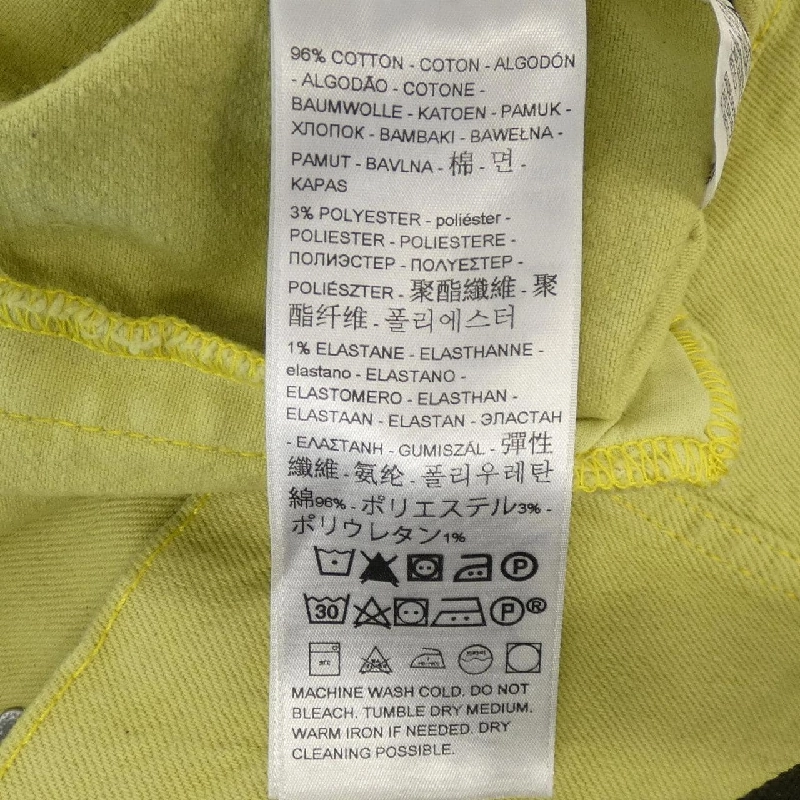 96% COTTON - COTON - ALGODÓN
- ALGODÃO - COTONE -
BAUMWOLLE - KATOEN - PAMUK -
ХЛОПОК - BAMBAKI - BAWEŁNA -
PAMUT - BAVLNA - 棉 - 면 -
KAPAS
3% POLYESTER - poliéster -
POLIESTER - POLIESTERE -
ПОЛИЭСТЕР - ΠΟΛΥΕΣΤΕΡ -
POLIÉSZTER - 聚酯纖維 - 聚
酯纤维 - 폴리에스터
1% ELASTANE - ELASTHANNE -
elastano - ELASTANO -
ELASTOMERO - ELASTHAN -
ELASTAAN - ELASTAN - ЭЛАСТАН
- ΕΛΑΣΤΑΝΗ - GUMISZÁL - 彈性
纖維 - 氨纶 - 폴리우레탄
綿96% - ポリエステル3% -
ポリウレタン1%
P
30 P®
MACHINE WASH COLD. DO NOT
BLEACH. TUMBLE DRY MEDIUM.
WARM IRON IF NEEDED. DRY
CLEANING POSSIBLE.